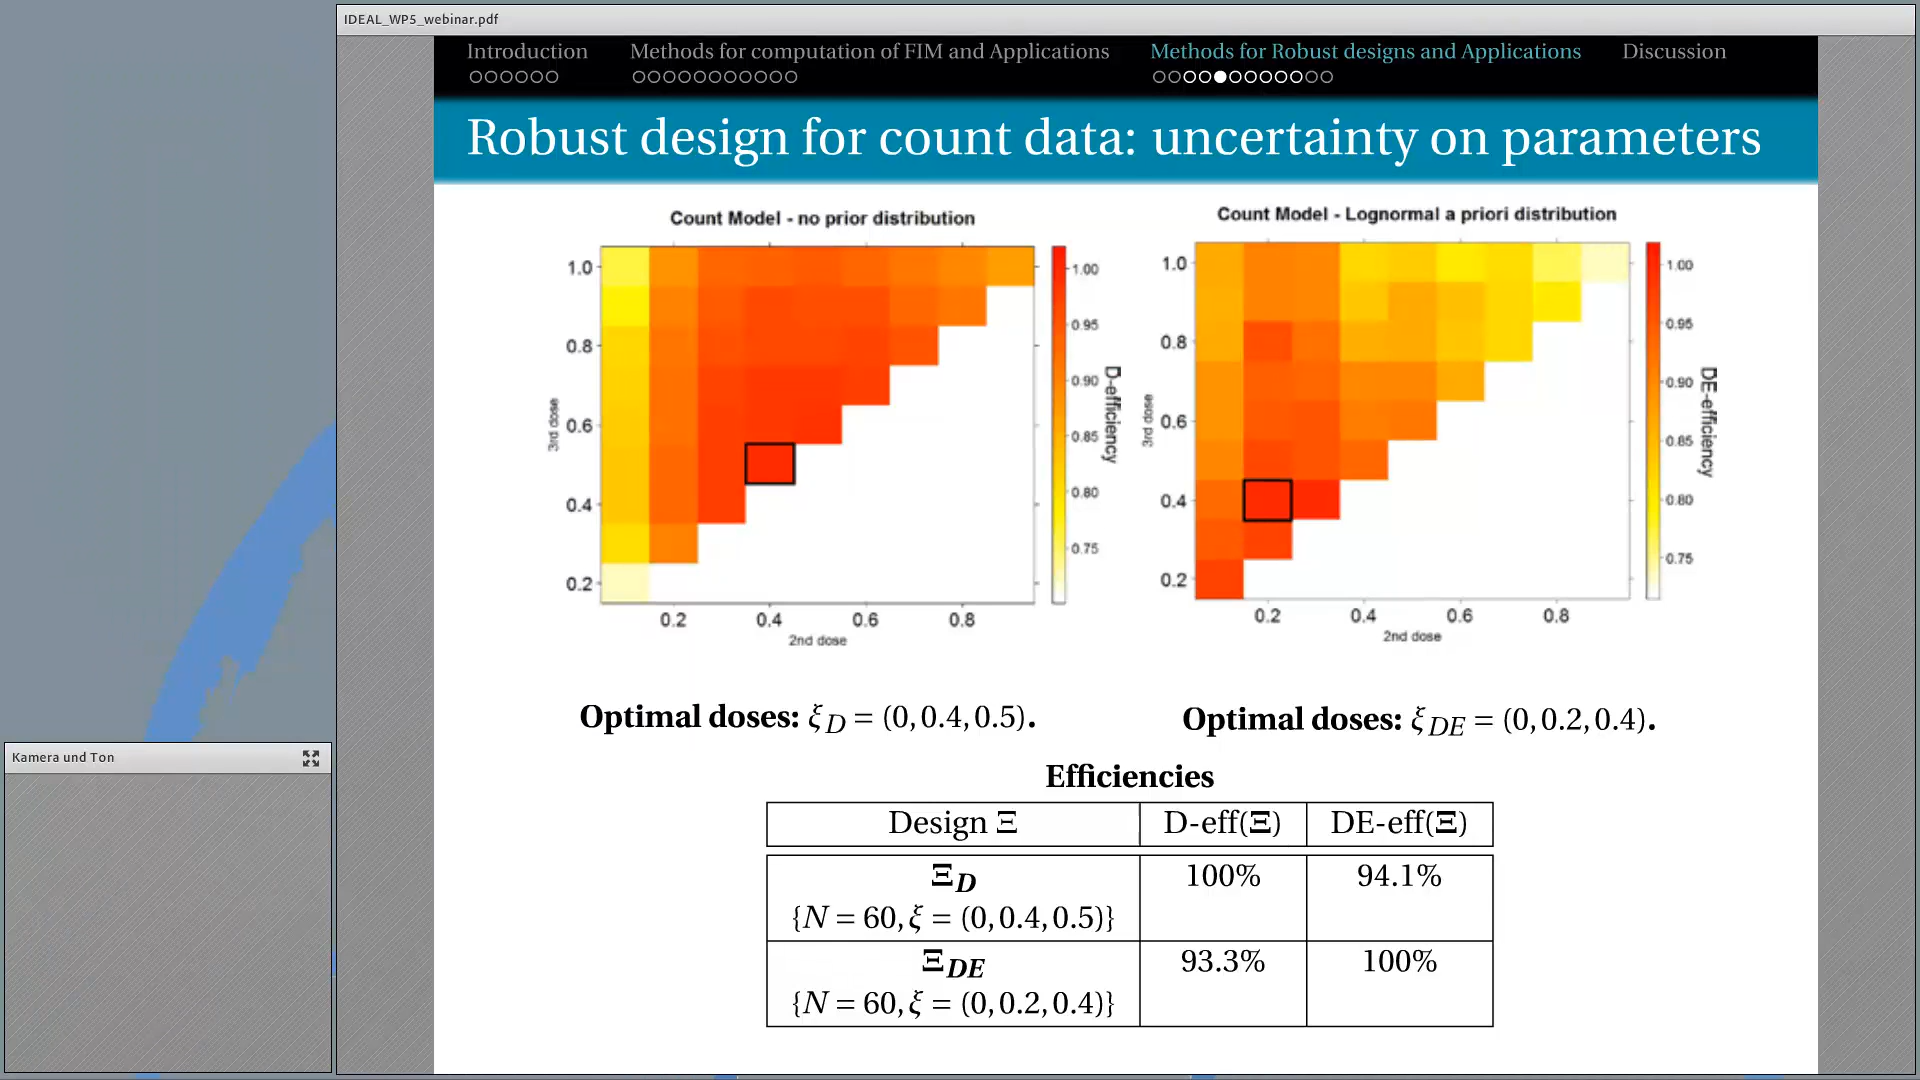 IDEAL_WP5_webinar.pdf
Introduction Methods for computation of FIM and Applications Methods for Robust designs and Applications Discussion
Robust design for count data: uncertainty on parameters
Count Model - no prior distribution
1.0
0.8
0.6
0.4
0.2
3rd dose
0.2 0.4 0.6 0.8
2nd dose
1.00
0.95
0.90
0.85
0.80
0.75
D-efficiency
Count Model - Lognormal a priori distribution
1.0
0.8
0.6
0.4
0.2
3rd dose
0.2 0.4 0.6 0.8
2nd dose
1.00
0.95
0.90
0.85
0.80
0.75
DE-efficiency
Optimal doses: ξ_D = (0,0.4,0.5).
Optimal doses: ξ_DE = (0,0.2,0.4).
Efficiencies
Design Ξ D-eff(Ξ) DE-eff(Ξ)
Ξ_D 100% 94.1%
{N = 60, ξ = (0,0.4,0.5)}
Ξ_DE 93.3% 100%
{N = 60, ξ = (0,0.2,0.4)}
Kamera und Ton